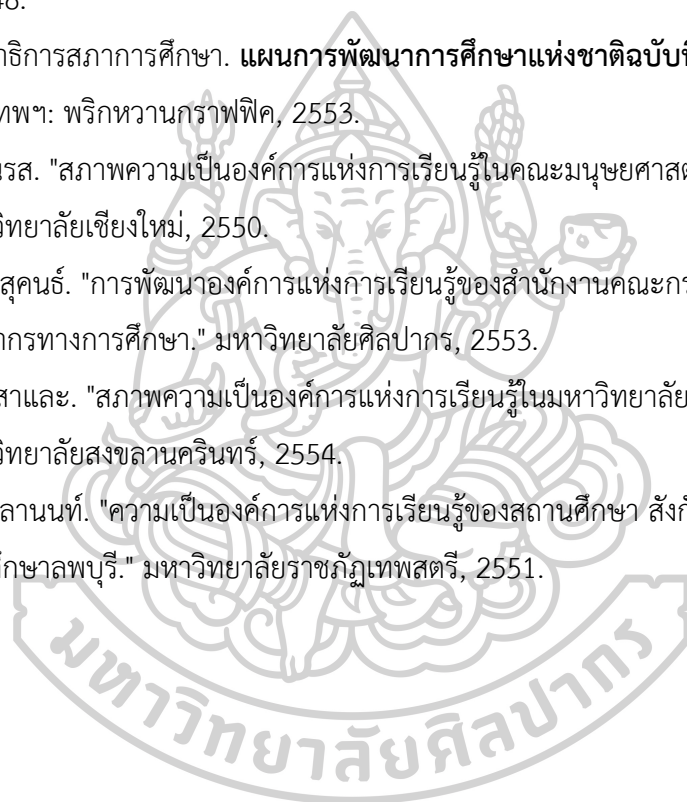 าธิการสภาการศึกษา. แผนการพัฒนาการศึกษาแห่งชาติฉบับที่
ทพฯ: พริกหวานกราฟฟิค, 2553.
นรส. "สภาพความเป็นองค์การแห่งการเรียนรู้ในคณะมนุษยศาสต
วิทยาลัยเชียงใหม่, 2550.
สุคนธ์. "การพัฒนาองค์การแห่งการเรียนรู้ของสำนักงานคณะกร
ากรทางการศึกษา." มหาวิทยาลัยศิลปากร, 2553.
สาและ. "สภาพความเป็นองค์การแห่งการเรียนรู้ในมหาวิทยาลัย
วิทยาลัยสงขลานครินทร์, 2554.
ลานนท์. "ความเป็นองค์การแห่งการเรียนรู้ของสถานศึกษา สังกั
ึกษาลพบุรี." มหาวิทยาลัยราชภัฏเทพสตรี, 2551.
มหาวิทยาลัยศิลปากร